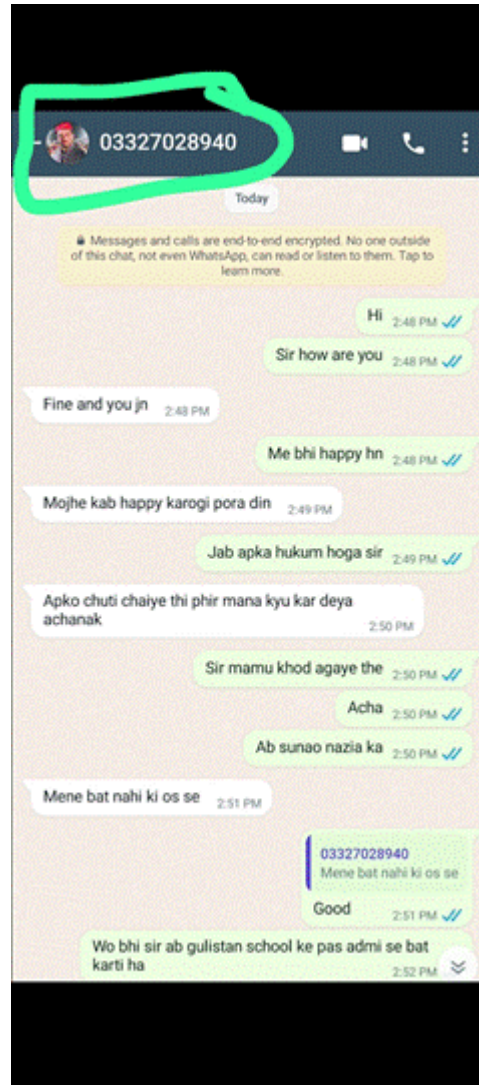 03327028940
Today
Messages and calls are end-to-end encrypted. No one outside
of this chat, not even WhatsApp, can read or listen to them. Tap to
learn more.
Hi 2:48 PM
Sir how are you 2:48 PM
Fine and you jn 2:48 PM
Me bhi happy hn 2:48 PM
Mojhe kab happy karogi pora din 2:49 PM
Jab apka hukum hoga sir 2:49 PM
Apko chuti chaiye thi phir mana kyu kar deya
achanak 2:50 PM
Sir mamu khod agaye the 2:50 PM
Acha 2:50 PM
Ab sunao nazia ka 2:50 PM
Mene bat nahi ki os se 2:51 PM
03327028940
Mene bat nahi ki os se
Good 2:51 PM
Wo bhi sir ab gulistan school ke pas admi se bat
karti ha 2:52 PM